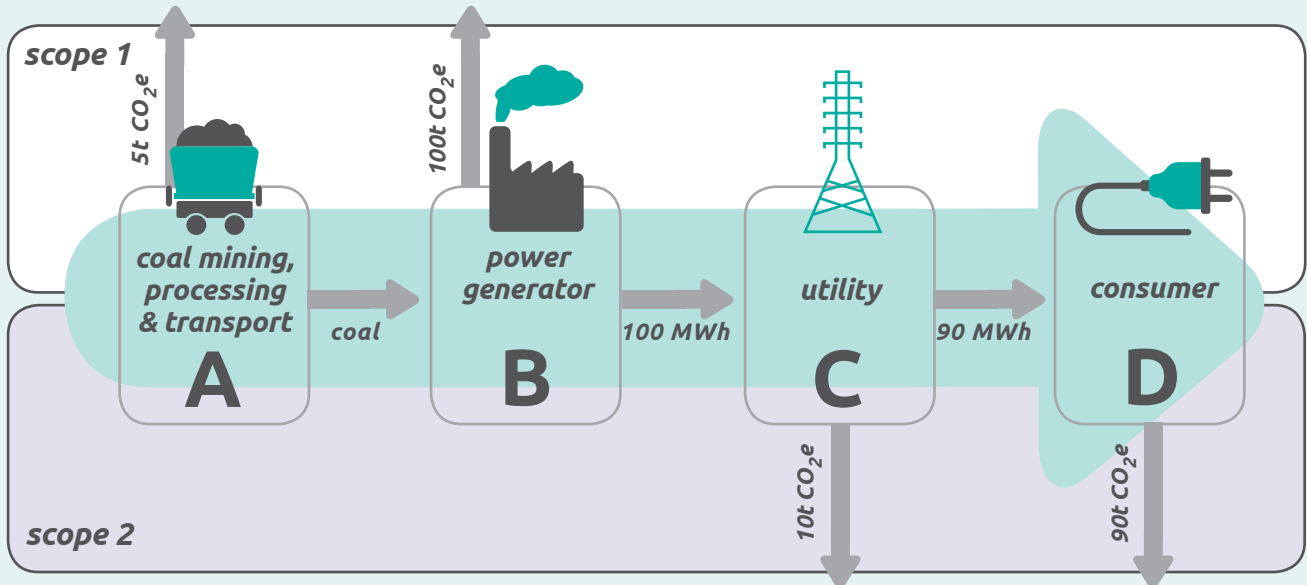 scope 1
5t CO₂e
100t CO₂e
coal mining,
processing
& transport
A
coal
power
generator
B
100 MWh
utility
C
90 MWh
consumer
D
10t CO₂e
90t CO₂e
scope 2